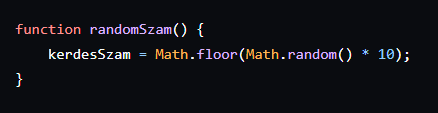 function randomSzam() {
    kerdesSzam = Math.floor(Math.random() * 10);
}